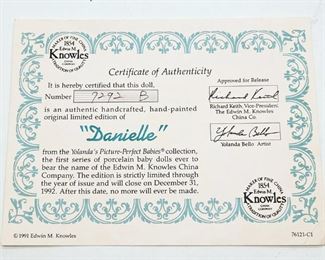 MAKER OF FINE CHINA
1854
Edwin M.
Knowles
TRADITION OF QUALITY
Certificate of Authenticity
It is hereby certified that this doll,
Number 7292 B
is an authentic handcrafted, hand-painted
original limited edition of
"Danielle"
from the Yolanda's Picture-Perfect Babies® collection,
the first series of porcelain baby dolls ever to
bear the name of the Edwin M. Knowles China
Company. The edition is strictly limited through
the year of issue and will close on December 31,
1992. After this date, no more will ever be made.
Approved for Release
Richard Keith, Vice-President
The Edwin M. Knowles
China Co.
Yolanda Bello
Yolanda Bello Artist
MAKER OF FINE CHINA
1854
Edwin M.
Knowles
TRADITION OF QUALITY
© 1991 Edwin M. Knowles
76121-C1